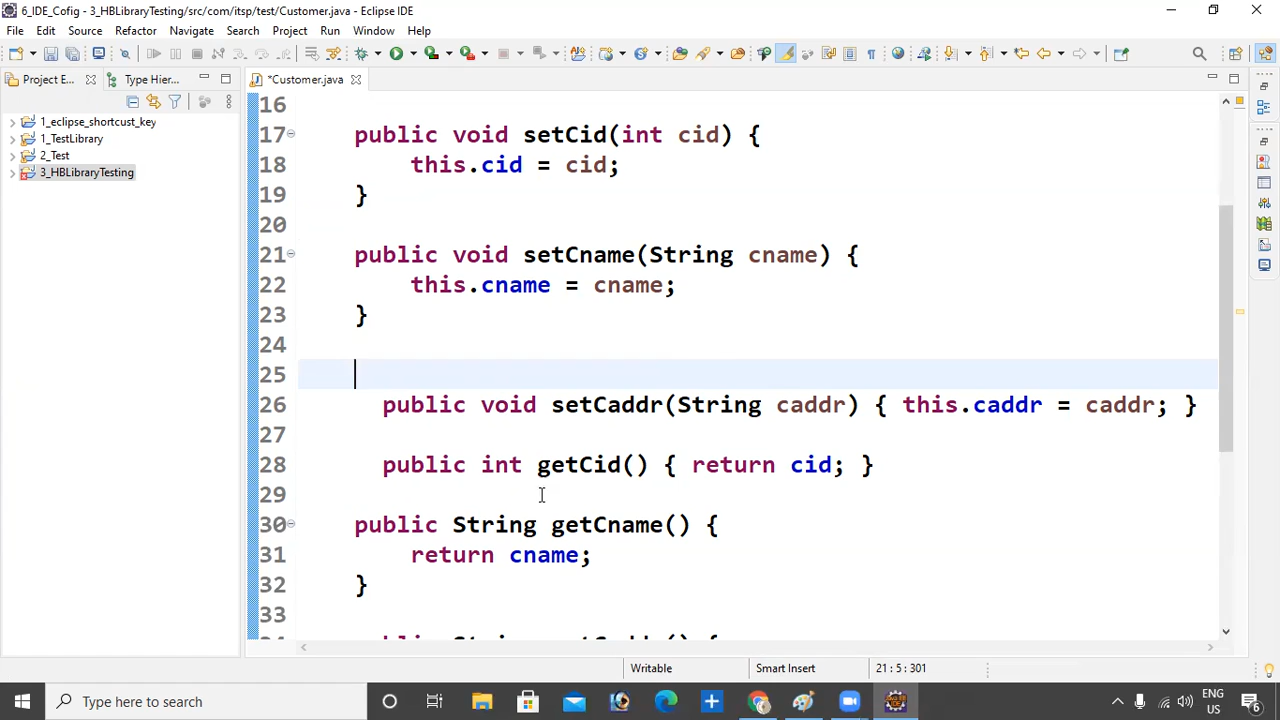 6_IDE_Cofig - 3_HBLibraryTesting/src/com/itsp/test/Customer.java - Eclipse IDE
File Edit Source Refactor Navigate Search Project Run Window Help
Project E... Type Hier... *Customer.java
1_eclipse_shortcust_key
1_TestLibrary
2_Test
3_HBLibraryTesting
16
17 public void setCid(int cid) {
18 this.cid = cid;
19 }
20
21 public void setCname(String cname) {
22 this.cname = cname;
23 }
24
25
26 public void setCaddr(String caddr) { this.caddr = caddr; }
27
28 public int getCid() { return cid; }
29
30 public String getCname() {
31 return cname;
32 }
33
Writable Smart Insert 21 : 5 : 301
Type here to search ENG
US 6